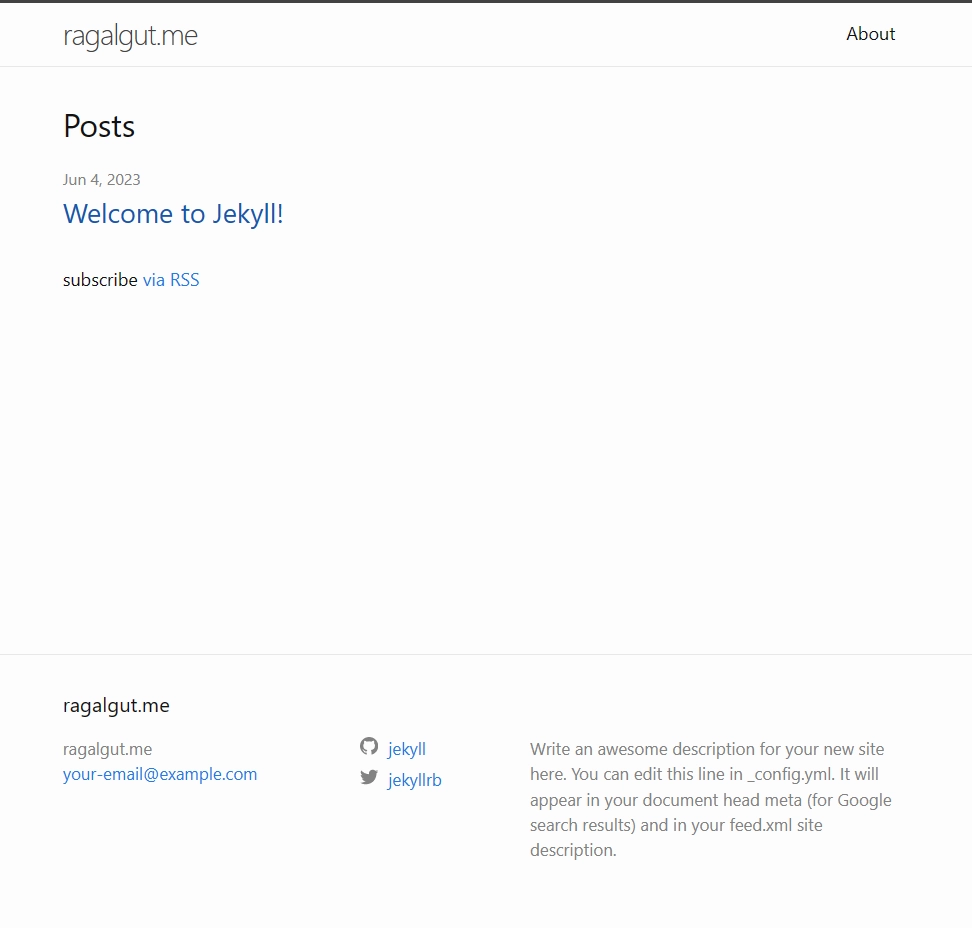 ragalgut.me
About
Posts
Jun 4, 2023
Welcome to Jekyll!
subscribe via RSS
ragalgut.me
ragalgut.me
your-email@example.com
jekyll
jekyllrb
Write an awesome description for your new site
here. You can edit this line in _config.yml. It will
appear in your document head meta (for Google
search results) and in your feed.xml site
description.